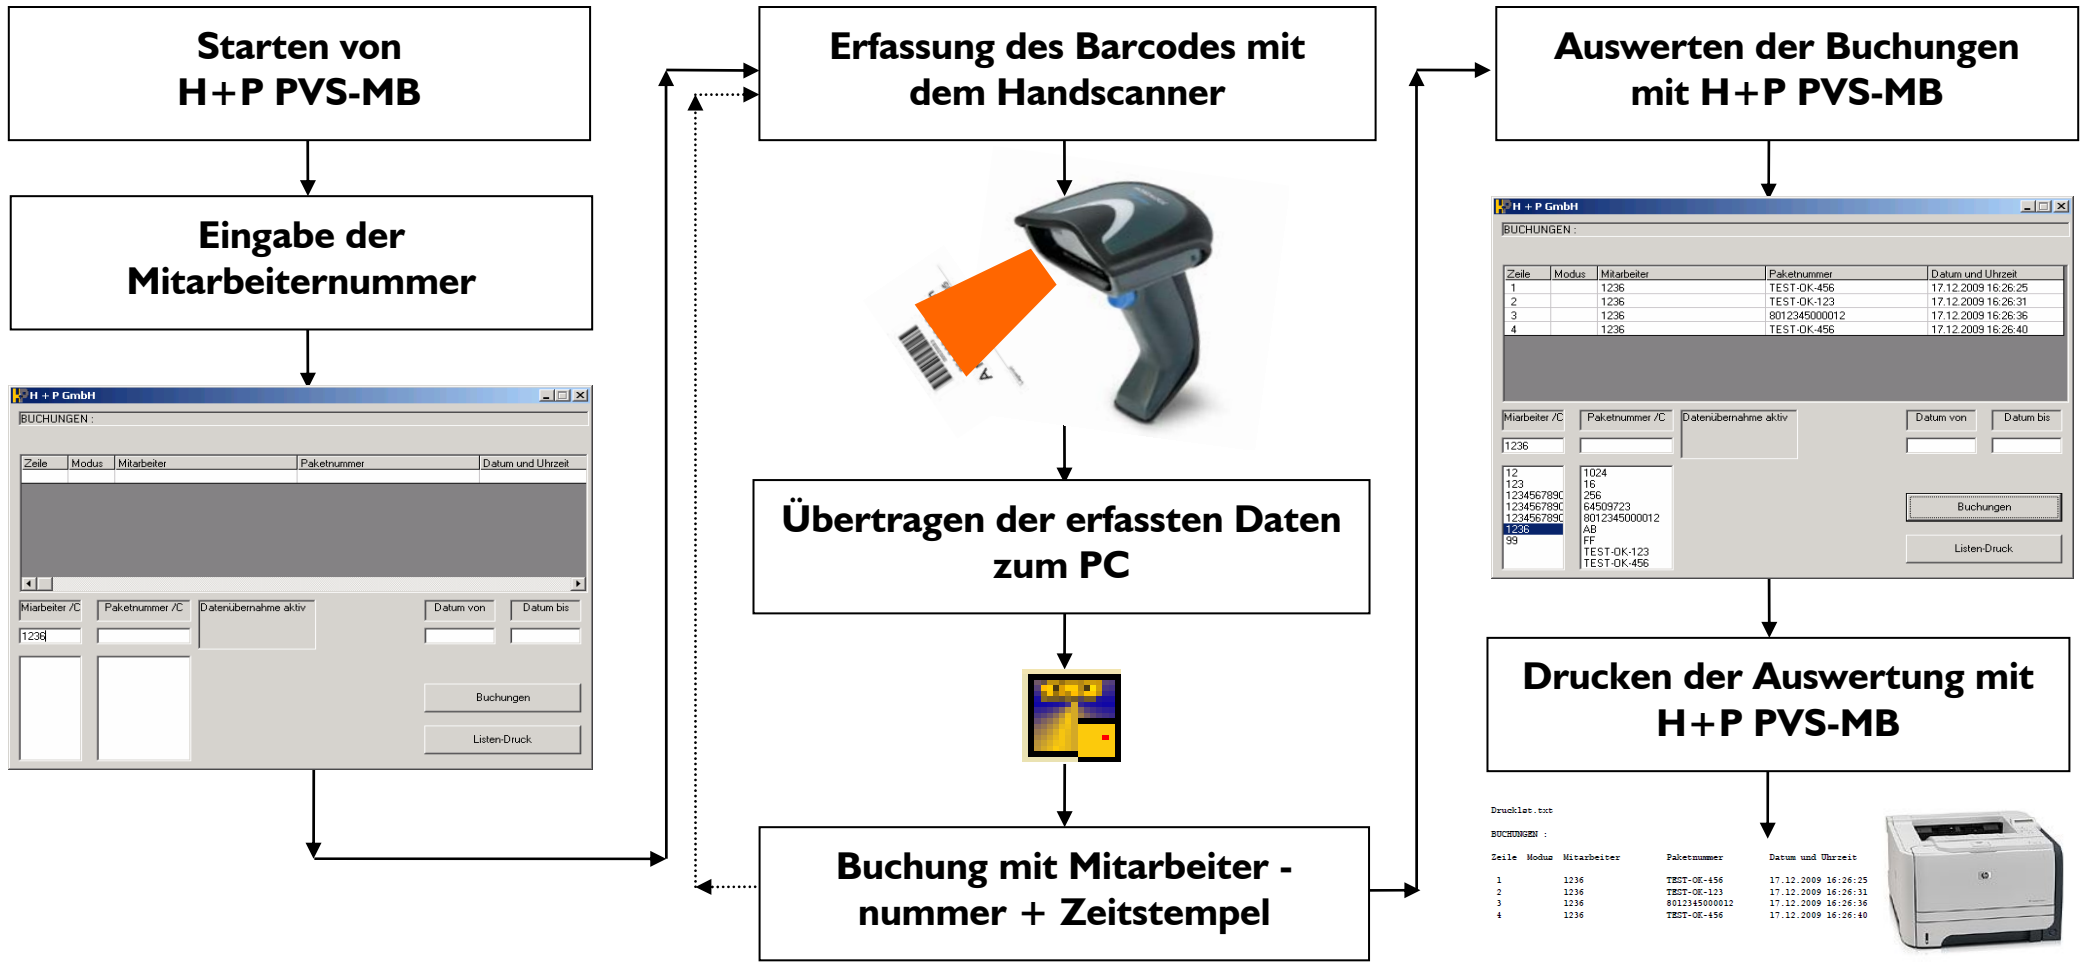 Starten von
H+P PVS-MB
Eingabe der
Mitarbeiternummer
H + P GmbH
BUCHUNGEN :
Zeile Modus Mitarbeiter Paketnummer Datum und Uhrzeit
Miarbeiter /C Paketnummer /C Datenübernahme aktiv Datum von Datum bis
1236
Buchungen
Listen-Druck
Erfassung des Barcodes mit
dem Handscanner
Übertragen der erfassten Daten
zum PC
Buchung mit Mitarbeiter -
nummer + Zeitstempel
Auswerten der Buchungen
mit H+P PVS-MB
H + P GmbH
BUCHUNGEN :
Zeile Modus Mitarbeiter Paketnummer Datum und Uhrzeit
1 1236 TEST-OK-456 17.12.2009 16:26:25
2 1236 TEST-OK-123 17.12.2009 16:26:31
3 1236 8012345000012 17.12.2009 16:26:36
4 1236 TEST-OK-456 17.12.2009 16:26:40
Miarbeiter /C Paketnummer /C Datenübernahme aktiv Datum von Datum bis
1236
12 1024
123 16
1234567890 256
1234567890 64509723
1234567890 8012345000012
1236 AB
99 FF
TEST-OK-123
TEST-OK-456
Buchungen
Listen-Druck
Drucken der Auswertung mit
H+P PVS-MB
Drucklst.txt
BUCHUNGEN :
Zeile Modus Mitarbeiter Paketnummer Datum und Uhrzeit
1 1236 TEST-OK-456 17.12.2009 16:26:25
2 1236 TEST-OK-123 17.12.2009 16:26:31
3 1236 8012345000012 17.12.2009 16:26:36
4 1236 TEST-OK-456 17.12.2009 16:26:40